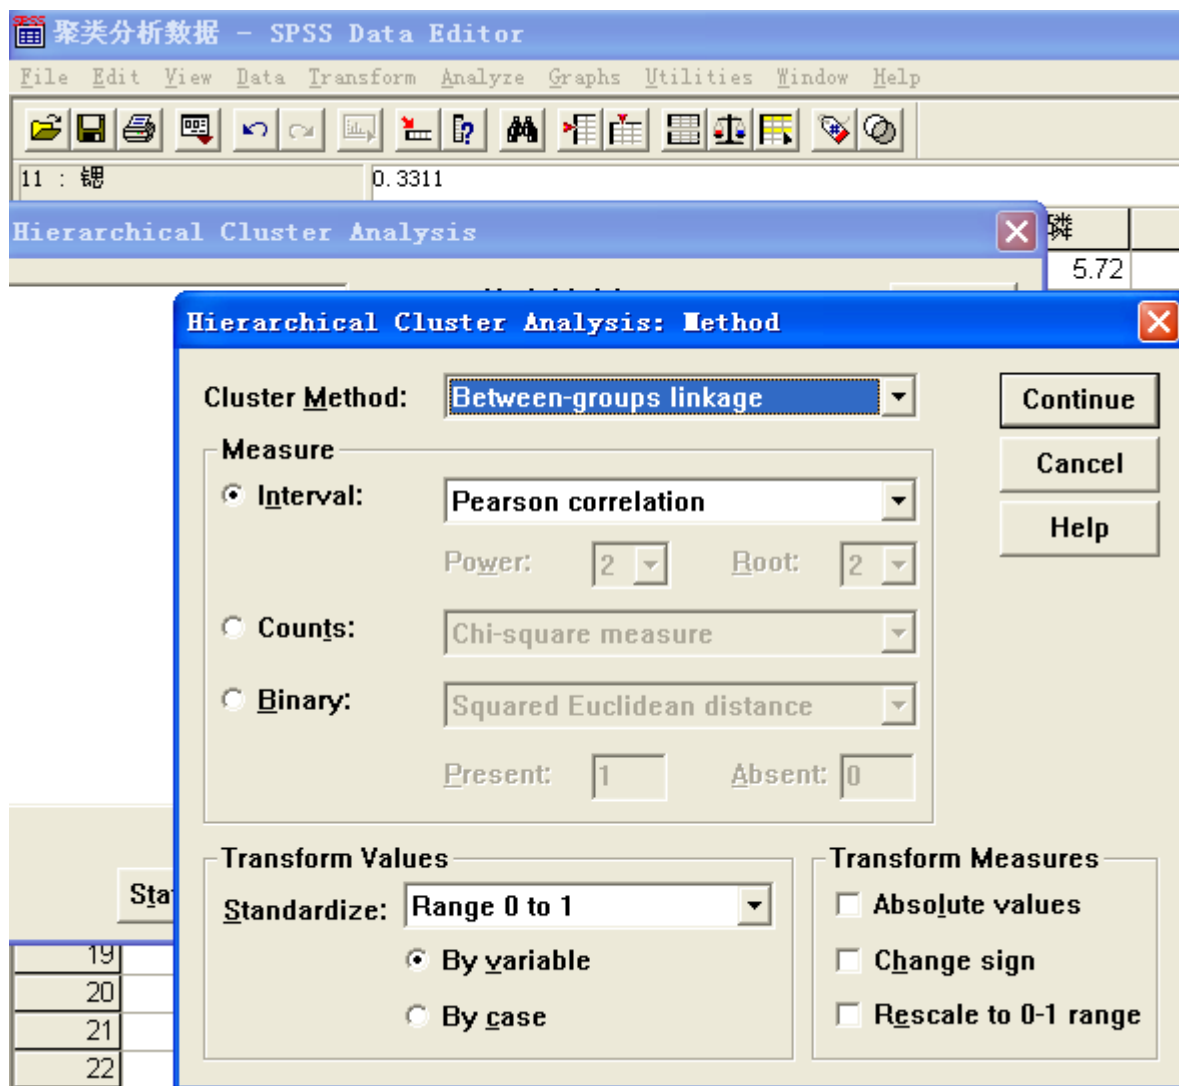 聚类分析数据 - SPSS Data Editor
File Edit View Data Transform Analyze Graphs Utilities Window Help
11 : 锶 0.3311
Hierarchical Cluster Analysis 磷
5.72
Hierarchical Cluster Analysis: Method
Cluster Method: Between-groups linkage Continue
Measure Cancel
Interval: Pearson correlation Help
Power: 2 Root: 2
Counts: Chi-square measure
Binary: Squared Euclidean distance
Present: 1 Absent: 0
Transform Values Transform Measures
Sta Standardize: Range 0 to 1 Absolute values
19 By variable Change sign
20
21 By case Rescale to 0-1 range
22